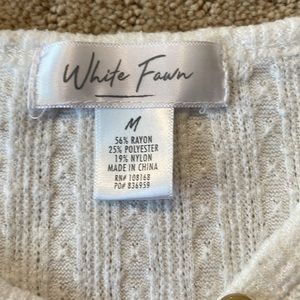 White Fawn
M
56% RAYON
25% POLYESTER
19% NYLON
MADE IN CHINA
RN# 108168
PO# 836959